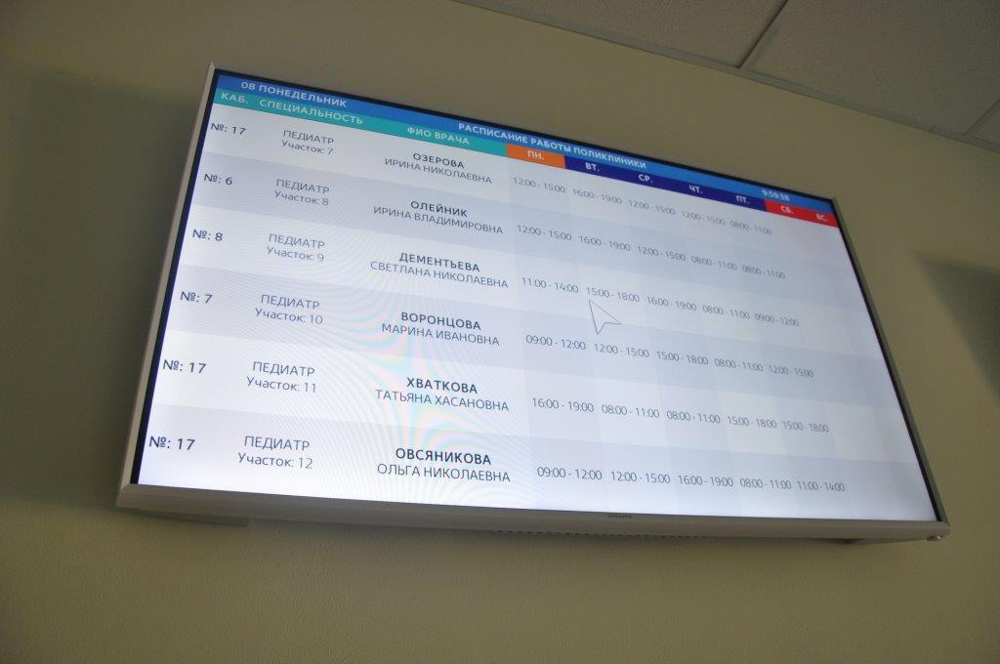 08 ПОНЕДЕЛЬНИК
РАСПИСАНИЕ РАБОТЫ ПОЛИКЛИНИКИ
9:59:38
КАБ. СПЕЦИАЛЬНОСТЬ ФИО ВРАЧА ПН. ВТ. СР. ЧТ. ПТ. СБ. ВС.
№: 17 ПЕДИАТР ОЗЕРОВА
Участок: 7 ИРИНА НИКОЛАЕВНА 12:00 - 15:00 16:00 - 19:00 12:00 - 15:00 12:00 - 15:00 08:00 - 11:00
№: 6 ПЕДИАТР ОЛЕЙНИК
Участок: 8 ИРИНА ВЛАДИМИРОВНА 12:00 - 15:00 16:00 - 19:00 12:00 - 15:00 08:00 - 11:00 08:00 - 11:00
№: 8 ПЕДИАТР ДЕМЕНТЬЕВА
Участок: 9 СВЕТЛАНА НИКОЛАЕВНА 11:00 - 14:00 15:00 - 18:00 16:00 - 19:00 08:00 - 11:00 09:00 - 12:00
№: 7 ПЕДИАТР ВОРОНЦОВА
Участок: 10 МАРИНА ИВАНОВНА 09:00 - 12:00 12:00 - 15:00 15:00 - 18:00 08:00 - 11:00 12:00 - 15:00
№: 17 ПЕДИАТР ХВАТКОВА
Участок: 11 ТАТЬЯНА ХАСАНОВНА 16:00 - 19:00 08:00 - 11:00 08:00 - 11:00 15:00 - 18:00 15:00 - 18:00
№: 17 ПЕДИАТР ОВСЯНИКОВА
Участок: 12 ОЛЬГА НИКОЛАЕВНА 09:00 - 12:00 12:00 - 15:00 16:00 - 19:00 08:00 - 11:00 11:00 - 14:00
SAMSUNG